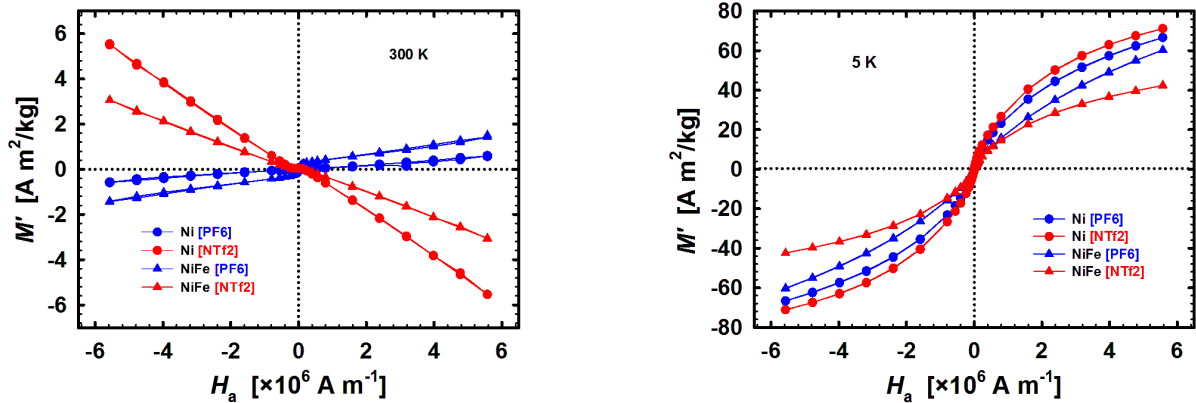 6
4
2
0
-2
-4
-6
M′ [A m²/kg]
300 K
Ni [PF6]
Ni [NTf2]
NiFe [PF6]
NiFe [NTf2]
-6 -4 -2 0 2 4 6
Hₐ [×10⁶ A m⁻¹]
80
60
40
20
0
-20
-40
-60
-80
M′ [A m²/kg]
5 K
Ni [PF6]
Ni [NTf2]
NiFe [PF6]
NiFe [NTf2]
-6 -4 -2 0 2 4 6
Hₐ [×10⁶ A m⁻¹]